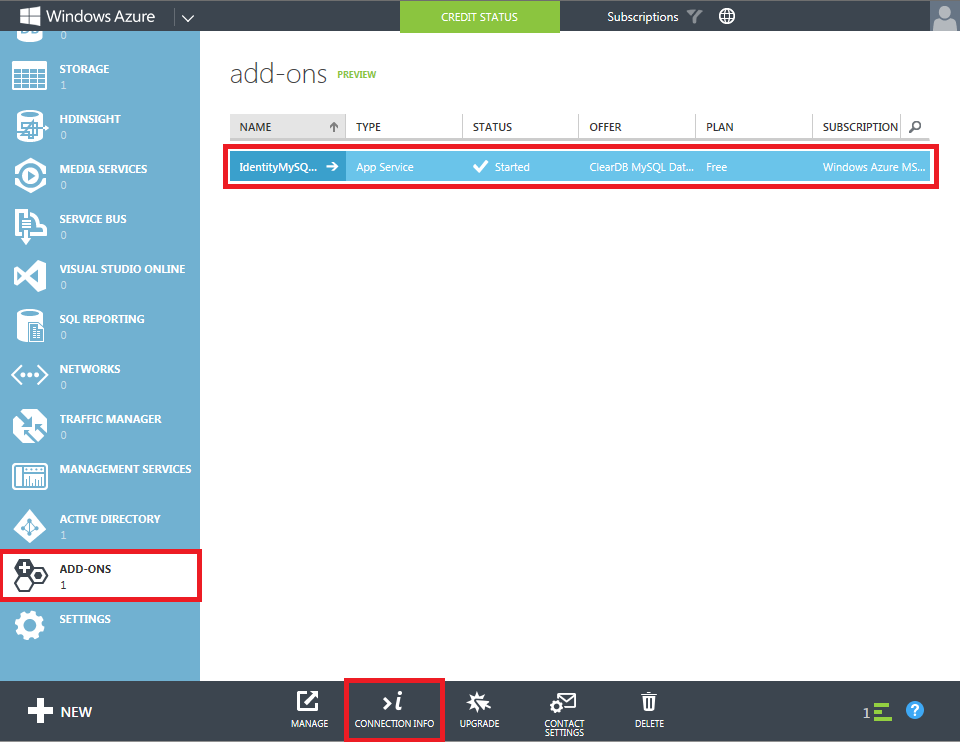 Windows Azure
CREDIT STATUS
Subscriptions
0
STORAGE
1
HDINSIGHT
0
MEDIA SERVICES
0
SERVICE BUS
0
VISUAL STUDIO ONLINE
0
SQL REPORTING
0
NETWORKS
0
TRAFFIC MANAGER
0
MANAGEMENT SERVICES
ACTIVE DIRECTORY
1
ADD-ONS
1
SETTINGS
add-ons PREVIEW
NAME TYPE STATUS OFFER PLAN SUBSCRIPTION
IdentityMySQ... App Service Started ClearDB MySQL Dat... Free Windows Azure MS...
NEW
MANAGE
CONNECTION INFO
UPGRADE
CONTACT
SETTINGS
DELETE
1
?